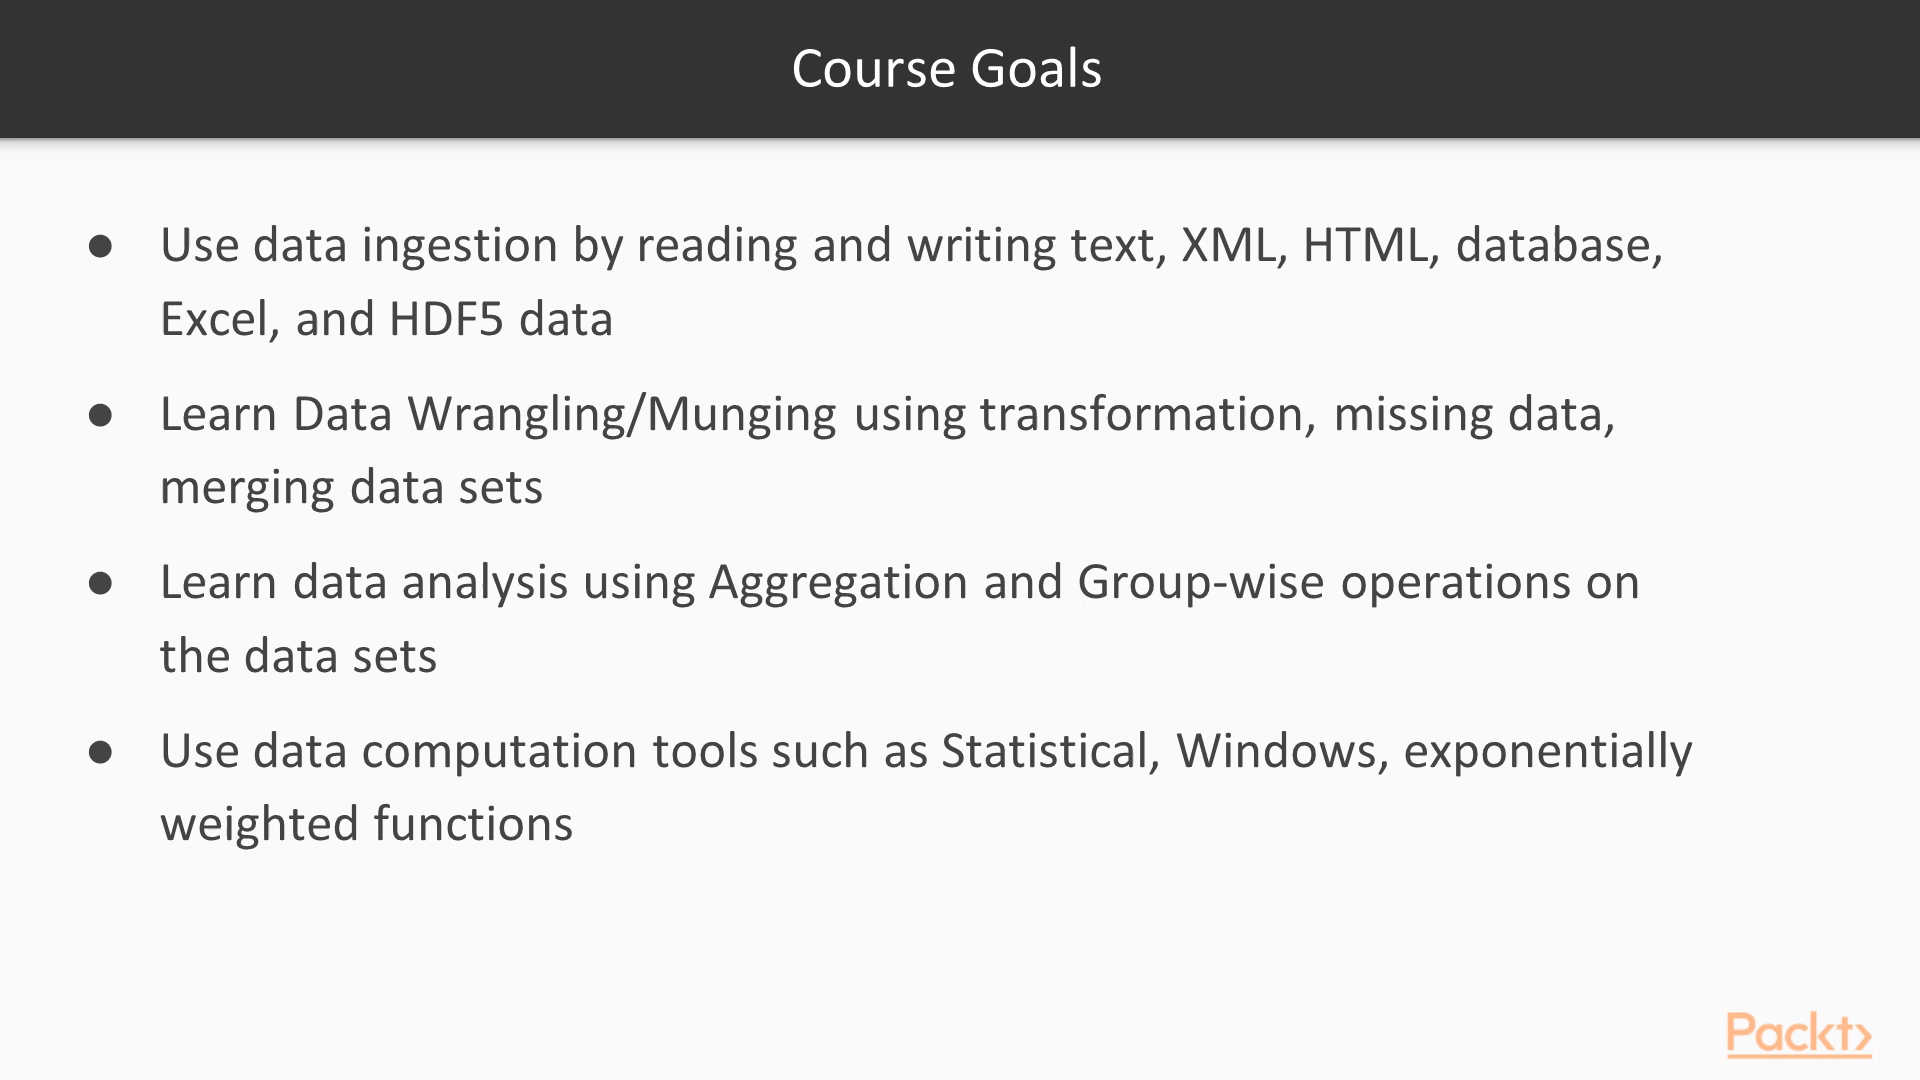 Course Goals
● Use data ingestion by reading and writing text, XML, HTML, database,
Excel, and HDF5 data
● Learn Data Wrangling/Munging using transformation, missing data,
merging data sets
● Learn data analysis using Aggregation and Group-wise operations on
the data sets
● Use data computation tools such as Statistical, Windows, exponentially
weighted functions
Packt>